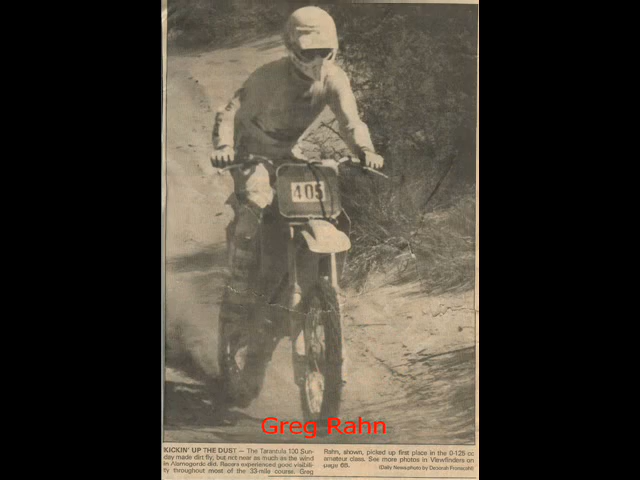 405
Greg Rahn
KICKIN' UP THE DUST — The Tarantula 100 Sun-
day made dirt fly, but not near as much as the wind
in Alamogordo did. Racers experienced good visibili-
ty throughout most of the 33-mile course. Greg
Rahn, shown, picked up first place in the 0-125 cc
amateur class. See more photos in Viewfinders on
page 6B.
(Daily News photo by Deborah